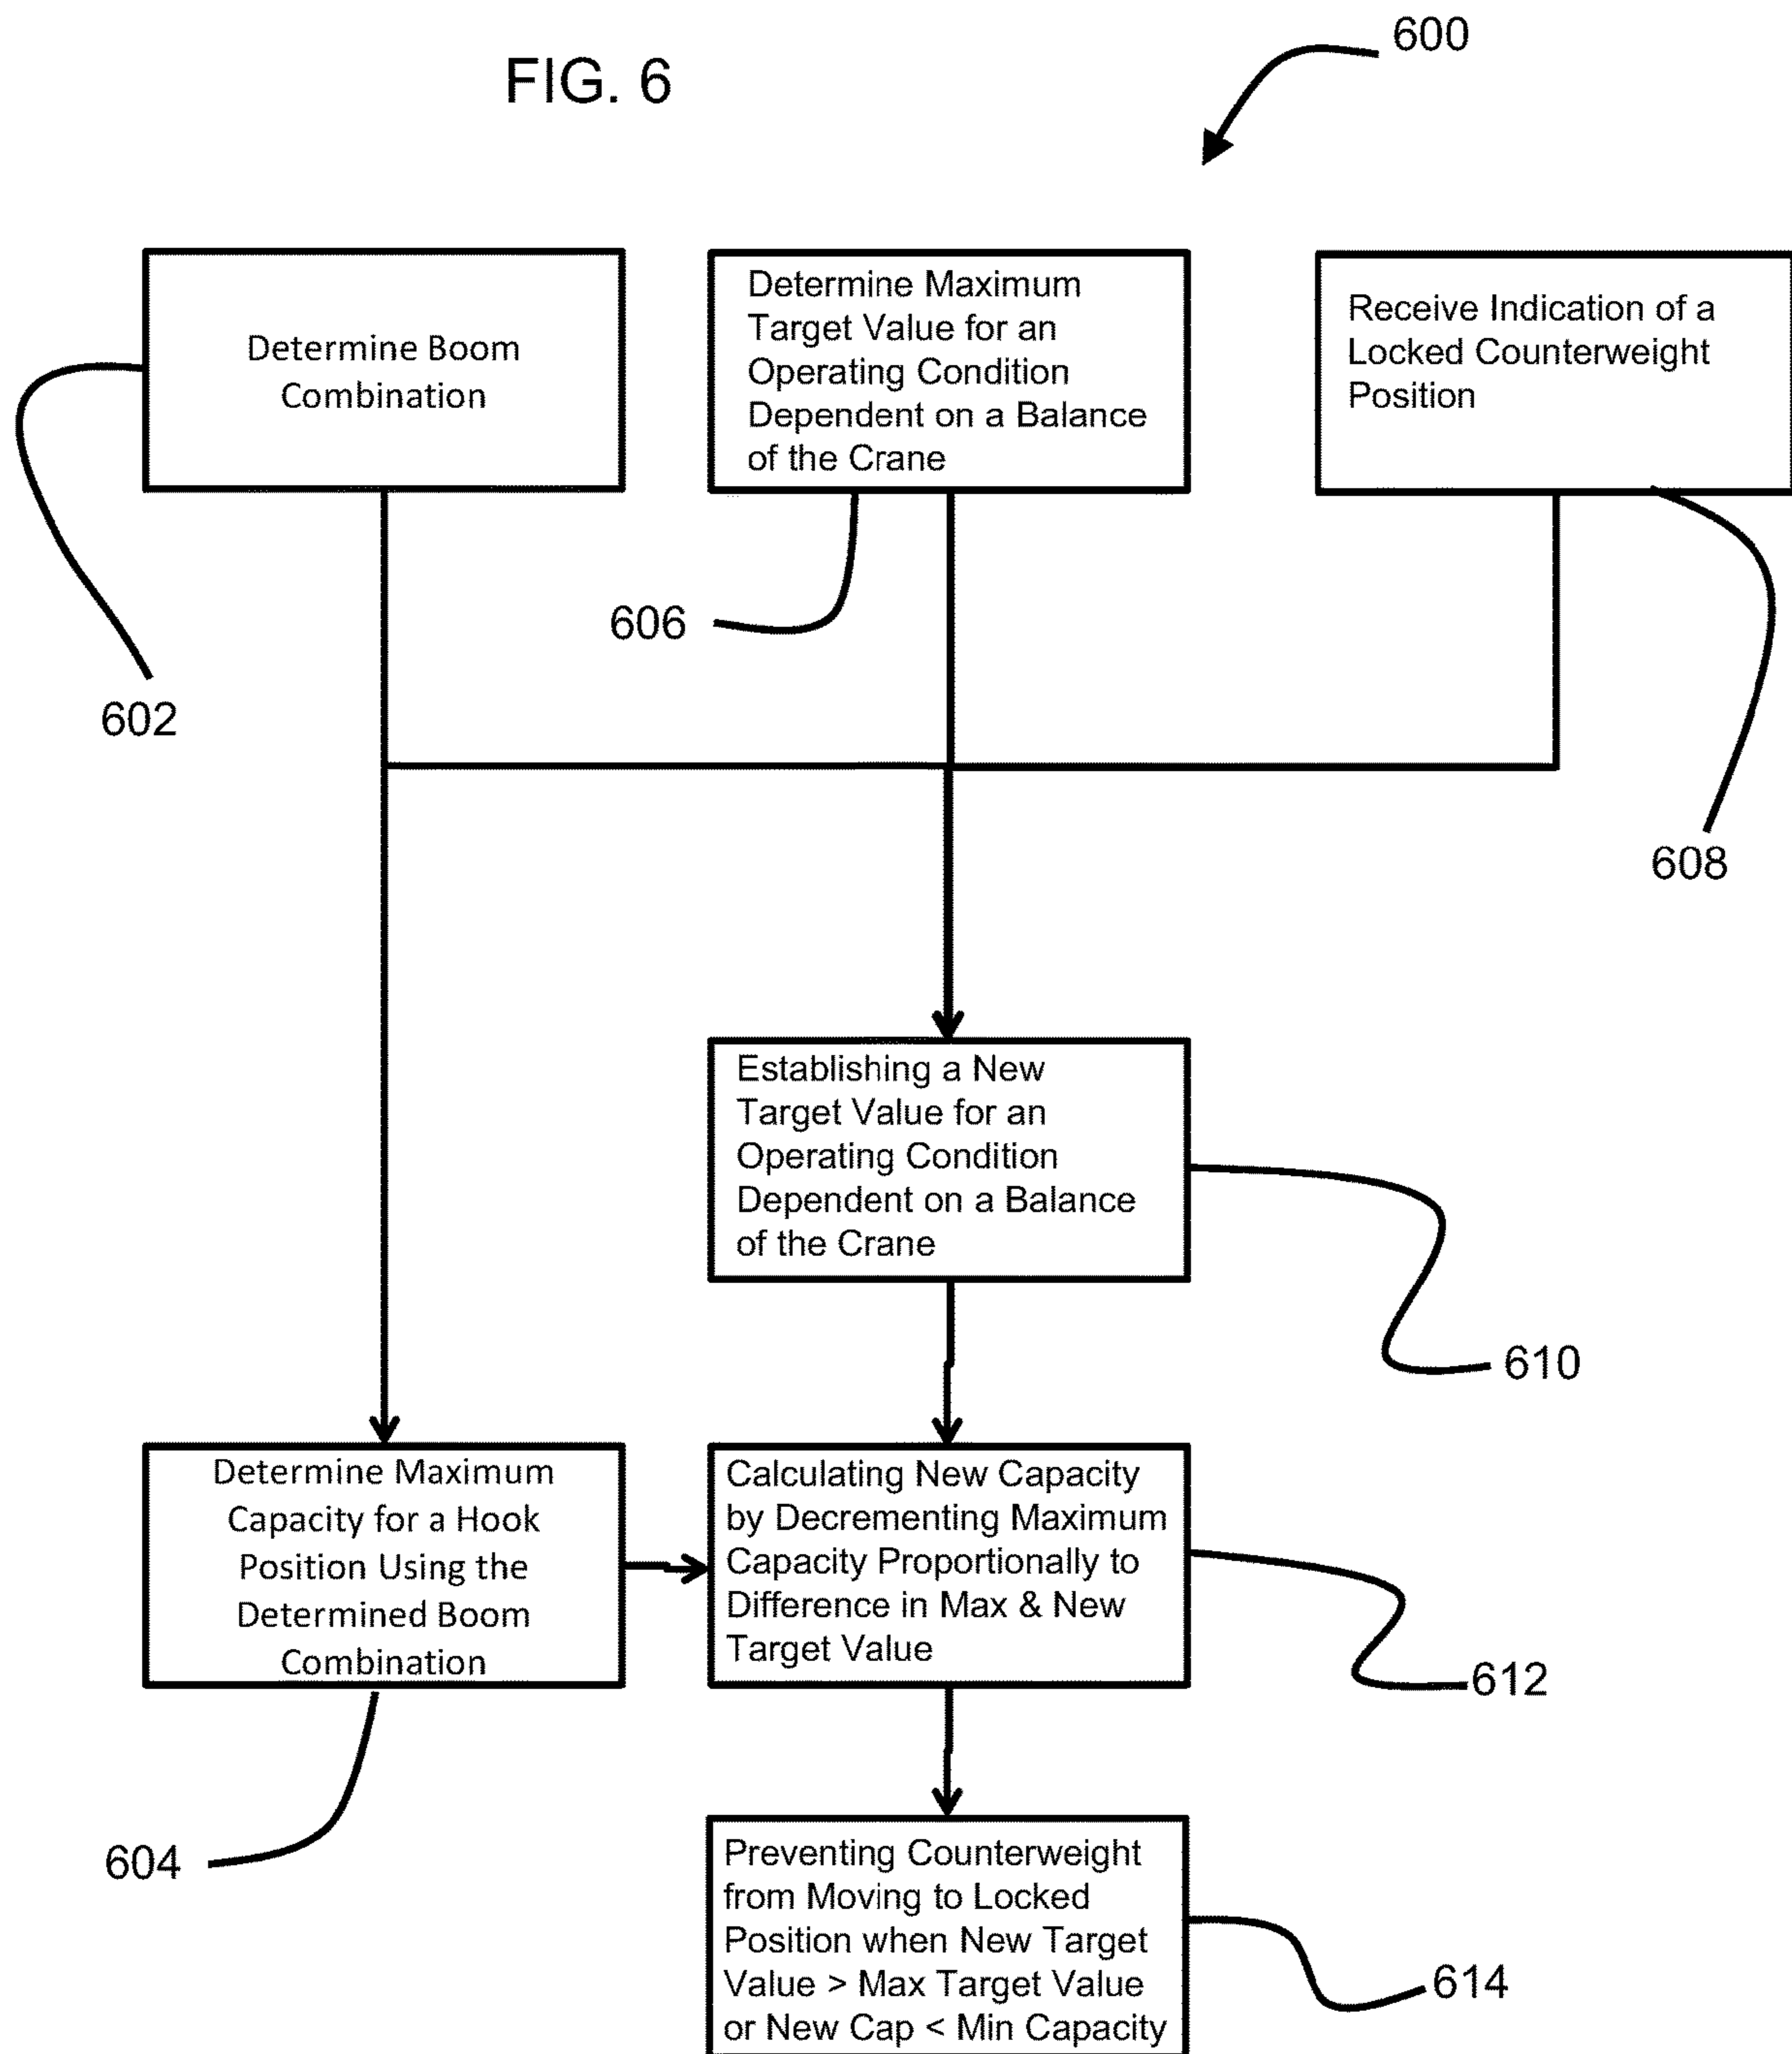 FIG. 6
600
Determine Boom
Combination
Determine Maximum
Target Value for an
Operating Condition
Dependent on a Balance
of the Crane
Receive Indication of a
Locked Counterweight
Position
602
606
608
Establishing a New
Target Value for an
Operating Condition
Dependent on a Balance
of the Crane
610
Determine Maximum
Capacity for a Hook
Position Using the
Determined Boom
Combination
Calculating New Capacity
by Decrementing Maximum
Capacity Proportionally to
Difference in Max & New
Target Value
612
604
Preventing Counterweight
from Moving to Locked
Position when New Target
Value > Max Target Value
or New Cap < Min Capacity
614